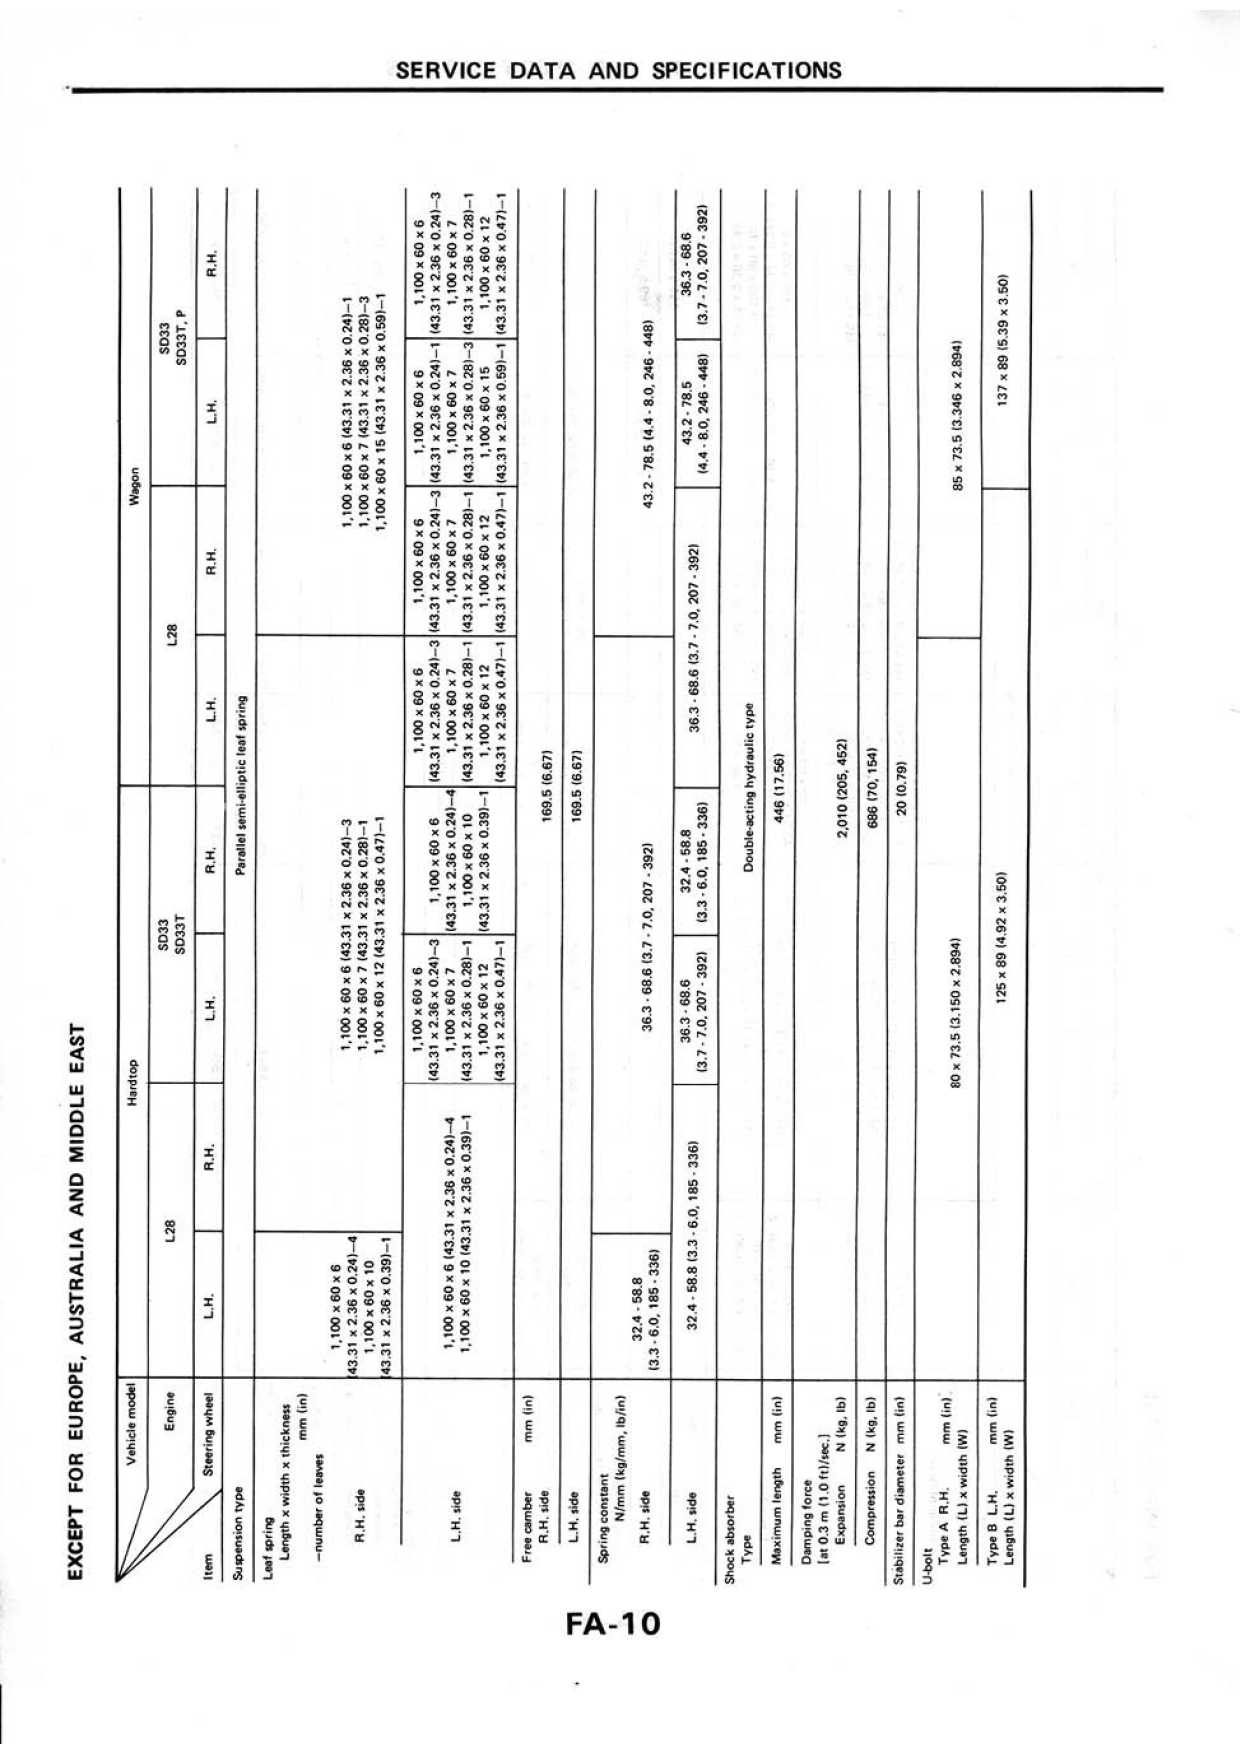 SERVICE DATA AND SPECIFICATIONS
EXCEPT FOR EUROPE, AUSTRALIA AND MIDDLE EAST
Vehicle model Hardtop Wagon
Engine L28 SD33 L28 SD33
SD33T SD33T, P
Item Steering wheel L.H. R.H. L.H. R.H. L.H. R.H. L.H. R.H.
Suspension type Parallel semi-elliptic leaf spring
Leaf spring
Length x width x thickness
mm (in)
–number of leaves
R.H. side
1,100 x 60 x 6
(43.31 x 2.36 x 0.24)–4
1,100 x 60 x 10
(43.31 x 2.36 x 0.39)–1
1,100 x 60 x 6 (43.31 x 2.36 x 0.24)–3
1,100 x 60 x 7 (43.31 x 2.36 x 0.28)–1
1,100 x 60 x 12 (43.31 x 2.36 x 0.47)–1
1,100 x 60 x 6 (43.31 x 2.36 x 0.24)–1
1,100 x 60 x 7 (43.31 x 2.36 x 0.28)–3
1,100 x 60 x 15 (43.31 x 2.36 x 0.59)–1
L.H. side
1,100 x 60 x 6 (43.31 x 2.36 x 0.24)–4
1,100 x 60 x 10 (43.31 x 2.36 x 0.39)–1
1,100 x 60 x 6
(43.31 x 2.36 x 0.24)–3
1,100 x 60 x 7
(43.31 x 2.36 x 0.28)–1
1,100 x 60 x 12
(43.31 x 2.36 x 0.47)–1
1,100 x 60 x 6
(43.31 x 2.36 x 0.24)–4
1,100 x 60 x 10
(43.31 x 2.36 x 0.39)–1
1,100 x 60 x 6
(43.31 x 2.36 x 0.24)–3
1,100 x 60 x 7
(43.31 x 2.36 x 0.28)–1
1,100 x 60 x 12
(43.31 x 2.36 x 0.47)–1
1,100 x 60 x 6
(43.31 x 2.36 x 0.24)–3
1,100 x 60 x 7
(43.31 x 2.36 x 0.28)–1
1,100 x 60 x 12
(43.31 x 2.36 x 0.47)–1
1,100 x 60 x 6
(43.31 x 2.36 x 0.24)–1
1,100 x 60 x 7
(43.31 x 2.36 x 0.28)–3
1,100 x 60 x 15
(43.31 x 2.36 x 0.59)–1
1,100 x 60 x 6
(43.31 x 2.36 x 0.24)–3
1,100 x 60 x 7
(43.31 x 2.36 x 0.28)–1
1,100 x 60 x 12
(43.31 x 2.36 x 0.47)–1
Free camber mm (in)
R.H. side 169.5 (6.67)
L.H. side 169.5 (6.67)
Spring constant
N/mm (kg/mm, lb/in)
R.H. side
32.4 - 58.8
(3.3 - 6.0, 185 - 336)
36.3 - 68.6 (3.7 - 7.0, 207 - 392)
43.2 - 78.5 (4.4 - 8.0, 246 - 448)
L.H. side
32.4 - 58.8 (3.3 - 6.0, 185 - 336)
36.3 - 68.6
(3.7 - 7.0, 207 - 392)
32.4 - 58.8
(3.3 - 6.0, 185 - 336)
36.3 - 68.6 (3.7 - 7.0, 207 - 392)
43.2 - 78.5
(4.4 - 8.0, 246 - 448)
36.3 - 68.6
(3.7 - 7.0, 207 - 392)
Shock absorber
Type Double-acting hydraulic type
Maximum length mm (in) 446 (17.56)
Damping force
[at 0.3 m (1.0 ft)/sec.]
Expansion N (kg, lb) 2,010 (205, 452)
Compression N (kg, lb) 686 (70, 154)
Stabilizer bar diameter mm (in) 20 (0.79)
U-bolt
Type A R.H. mm (in)
Length (L) x width (W)
80 x 73.5 (3.150 x 2.894)
85 x 73.5 (3.346 x 2.894)
Type B L.H. mm (in)
Length (L) x width (W)
125 x 89 (4.92 x 3.50)
137 x 89 (5.39 x 3.50)
FA-10